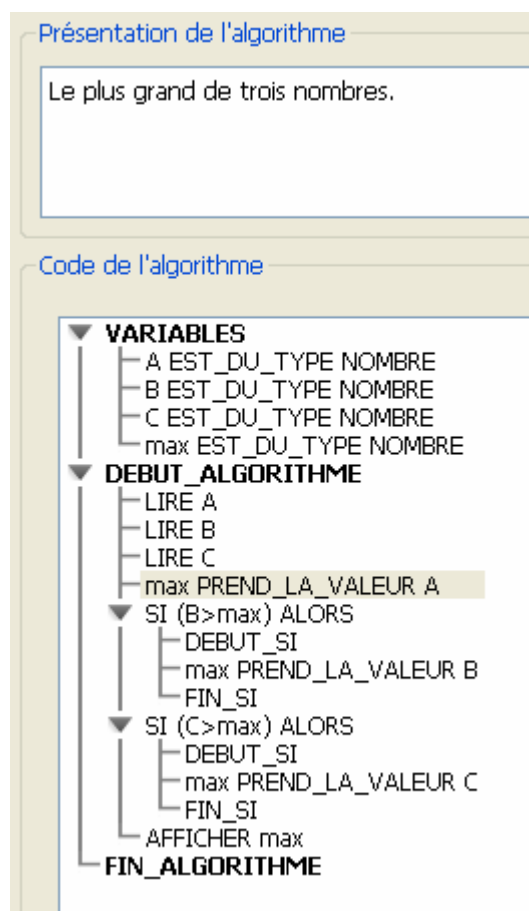 Présentation de l'algorithme
Le plus grand de trois nombres.
Code de l'algorithme
VARIABLES
A EST_DU_TYPE NOMBRE
B EST_DU_TYPE NOMBRE
C EST_DU_TYPE NOMBRE
max EST_DU_TYPE NOMBRE
DEBUT_ALGORITHME
LIRE A
LIRE B
LIRE C
max PREND_LA_VALEUR A
SI (B>max) ALORS
DEBUT_SI
max PREND_LA_VALEUR B
FIN_SI
SI (C>max) ALORS
DEBUT_SI
max PREND_LA_VALEUR C
FIN_SI
AFFICHER max
FIN_ALGORITHME